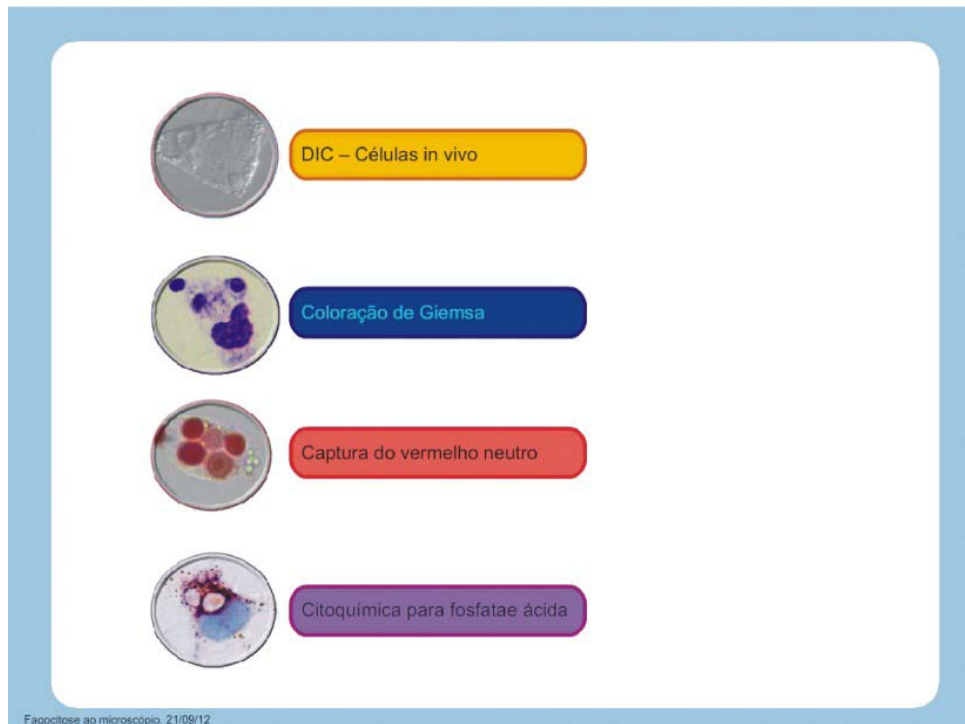 DIC – Células in vivo
Coloração de Giemsa
Captura do vermelho neutro
Citoquímica para fosfatae ácida
Fagocitose ao microscópio, 21/09/12